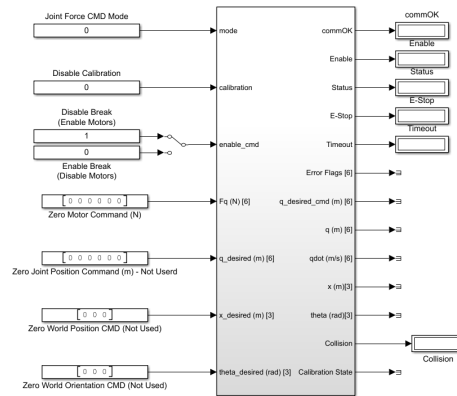 Joint Force CMD Mode
0
mode
Disable Calibration
0
calibration
Disable Break
(Enable Motors)
1
0
enable_cmd
Enable Break
(Disable Motors)
[ 0 0 0 0 0 0 ]
Fq (N) [6]
Zero Motor Command (N)
[ 0 0 0 0 0 0 ]
q_desired (m) [6]
Zero Joint Position Command (m) - Not Userd
[ 0 0 0 ]
x_desired (m) [3]
Zero World Position CMD (Not Used)
[ 0 0 0 ]
theta_desired (rad) [3]
Zero World Orientation CMD (Not Used)
commOK
Enable
Status
E-Stop
Timeout
Error Flags [6]
q_desired_cmd (m) [6]
q (m) [6]
qdot (m/s) [6]
x (m)[3]
theta (rad)[3]
Collision
Calibration State
commOK
Enable
Status
E-Stop
Timeout
Collision